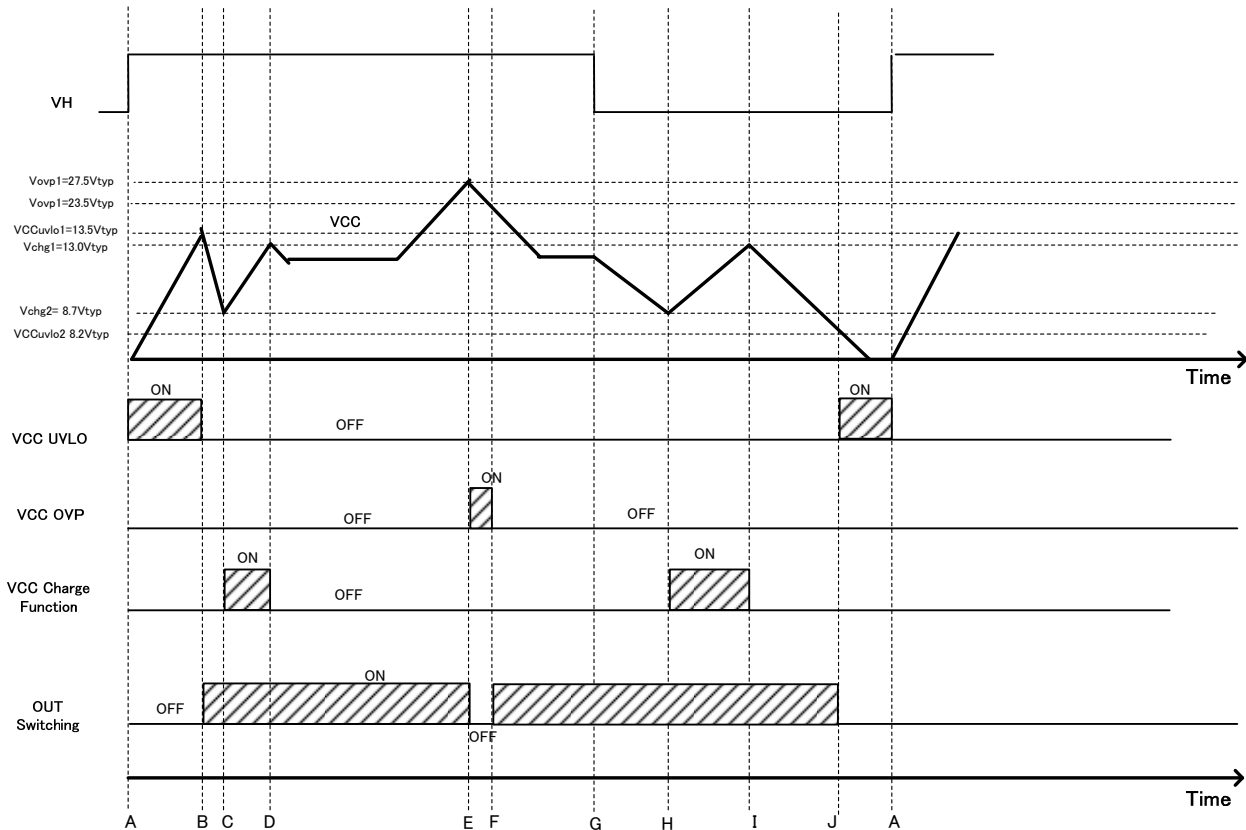 VH
Vovp1=27.5Vtyp
Vovp1=23.5Vtyp
VCCuvlo1=13.5Vtyp
VCC
Vchg1=13.0Vtyp
Vchg2= 8.7Vtyp
VCCuvlo2 8.2Vtyp
Time
ON
ON
VCC UVLO
OFF
ON
VCC OVP
OFF
OFF
ON
ON
VCC Charge
Function
OFF
ON
OUT
Switching
OFF
OFF
Time
A B C D E F G H I J A